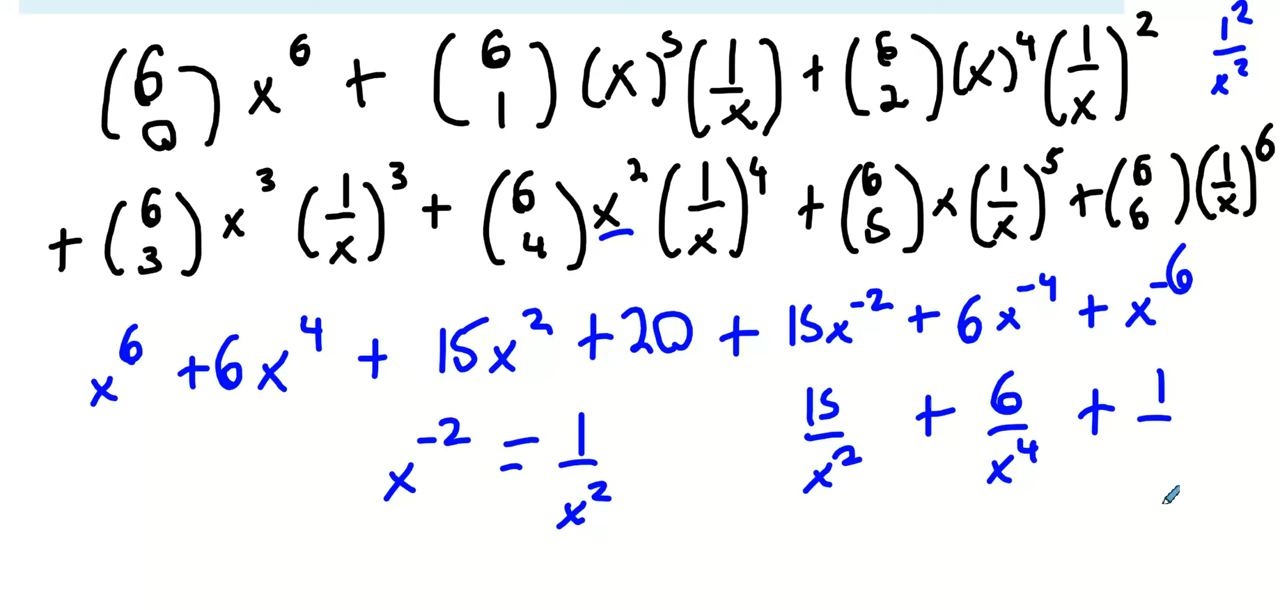 (6 0) x^6 + (6 1) (x)^5 (1/x) + (6 2) (x)^4 (1/x)^2 1^2/x^2
+ (6 3) x^3 (1/x)^3 + (6 4) x^2 (1/x)^4 + (6 5) x (1/x)^5 + (6 6) (1/x)^6
x^6 + 6x^4 + 15x^2 + 20 + 15x^-2 + 6x^-4 + x^-6
x^-2 = 1/x^2 15/x^2 + 6/x^4 + 1/